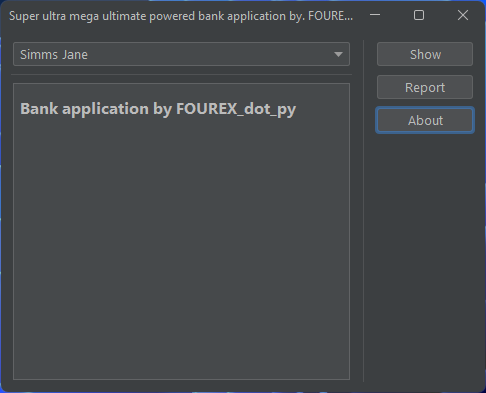 Super ultra mega ultimate powered bank application by. FOURE...
Simms Jane
Show
Report
About
Bank application by FOUREX_dot_py